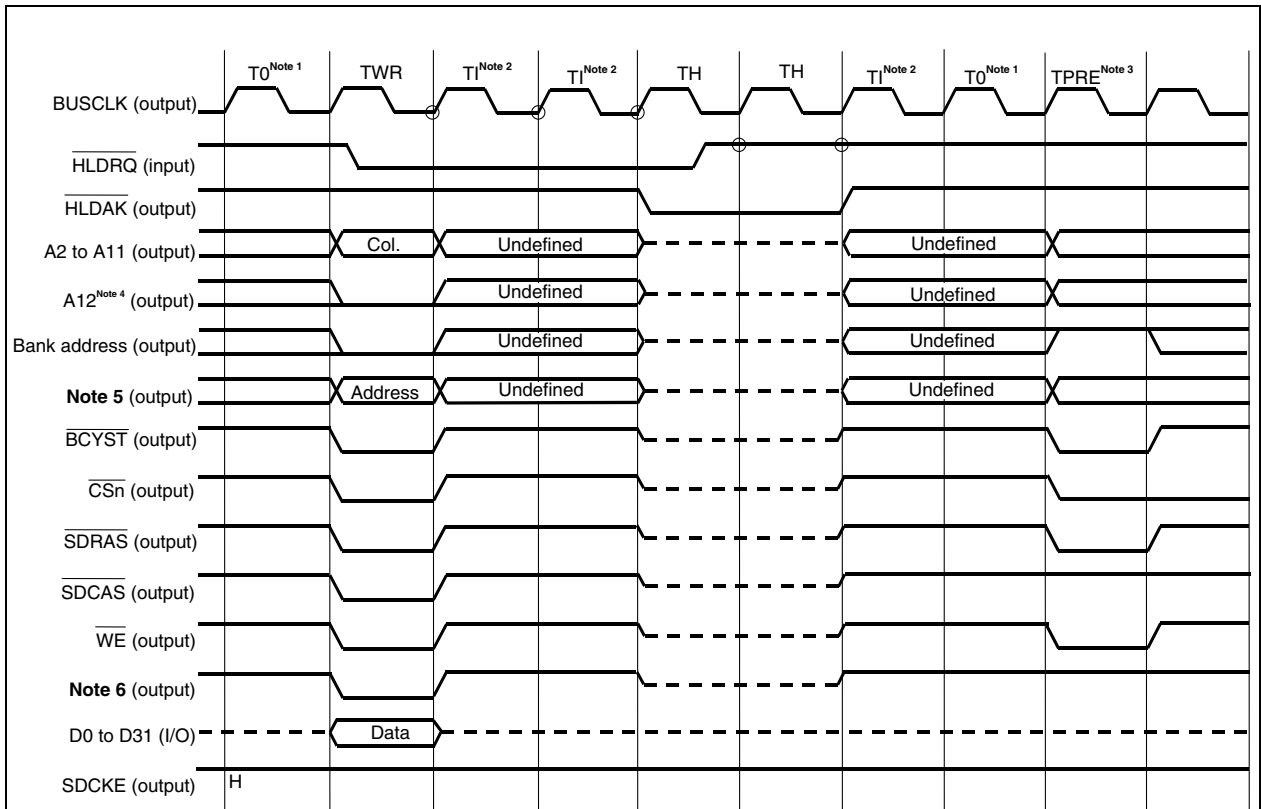 T0Note 1 TWR TINote 2 TINote 2 TH TH TINote 2 T0Note 1 TPRENote 3
BUSCLK (output)
HLDRQ (input)
HLDAK (output)
A2 to A11 (output) Col. Undefined Undefined
A12Note 4 (output) Undefined Undefined
Bank address (output) Undefined Undefined
Note 5 (output) Address Undefined Undefined
BCYST (output)
CSn (output)
SDRAS (output)
SDCAS (output)
WE (output)
Note 6 (output)
D0 to D31 (I/O) Data
SDCKE (output) H